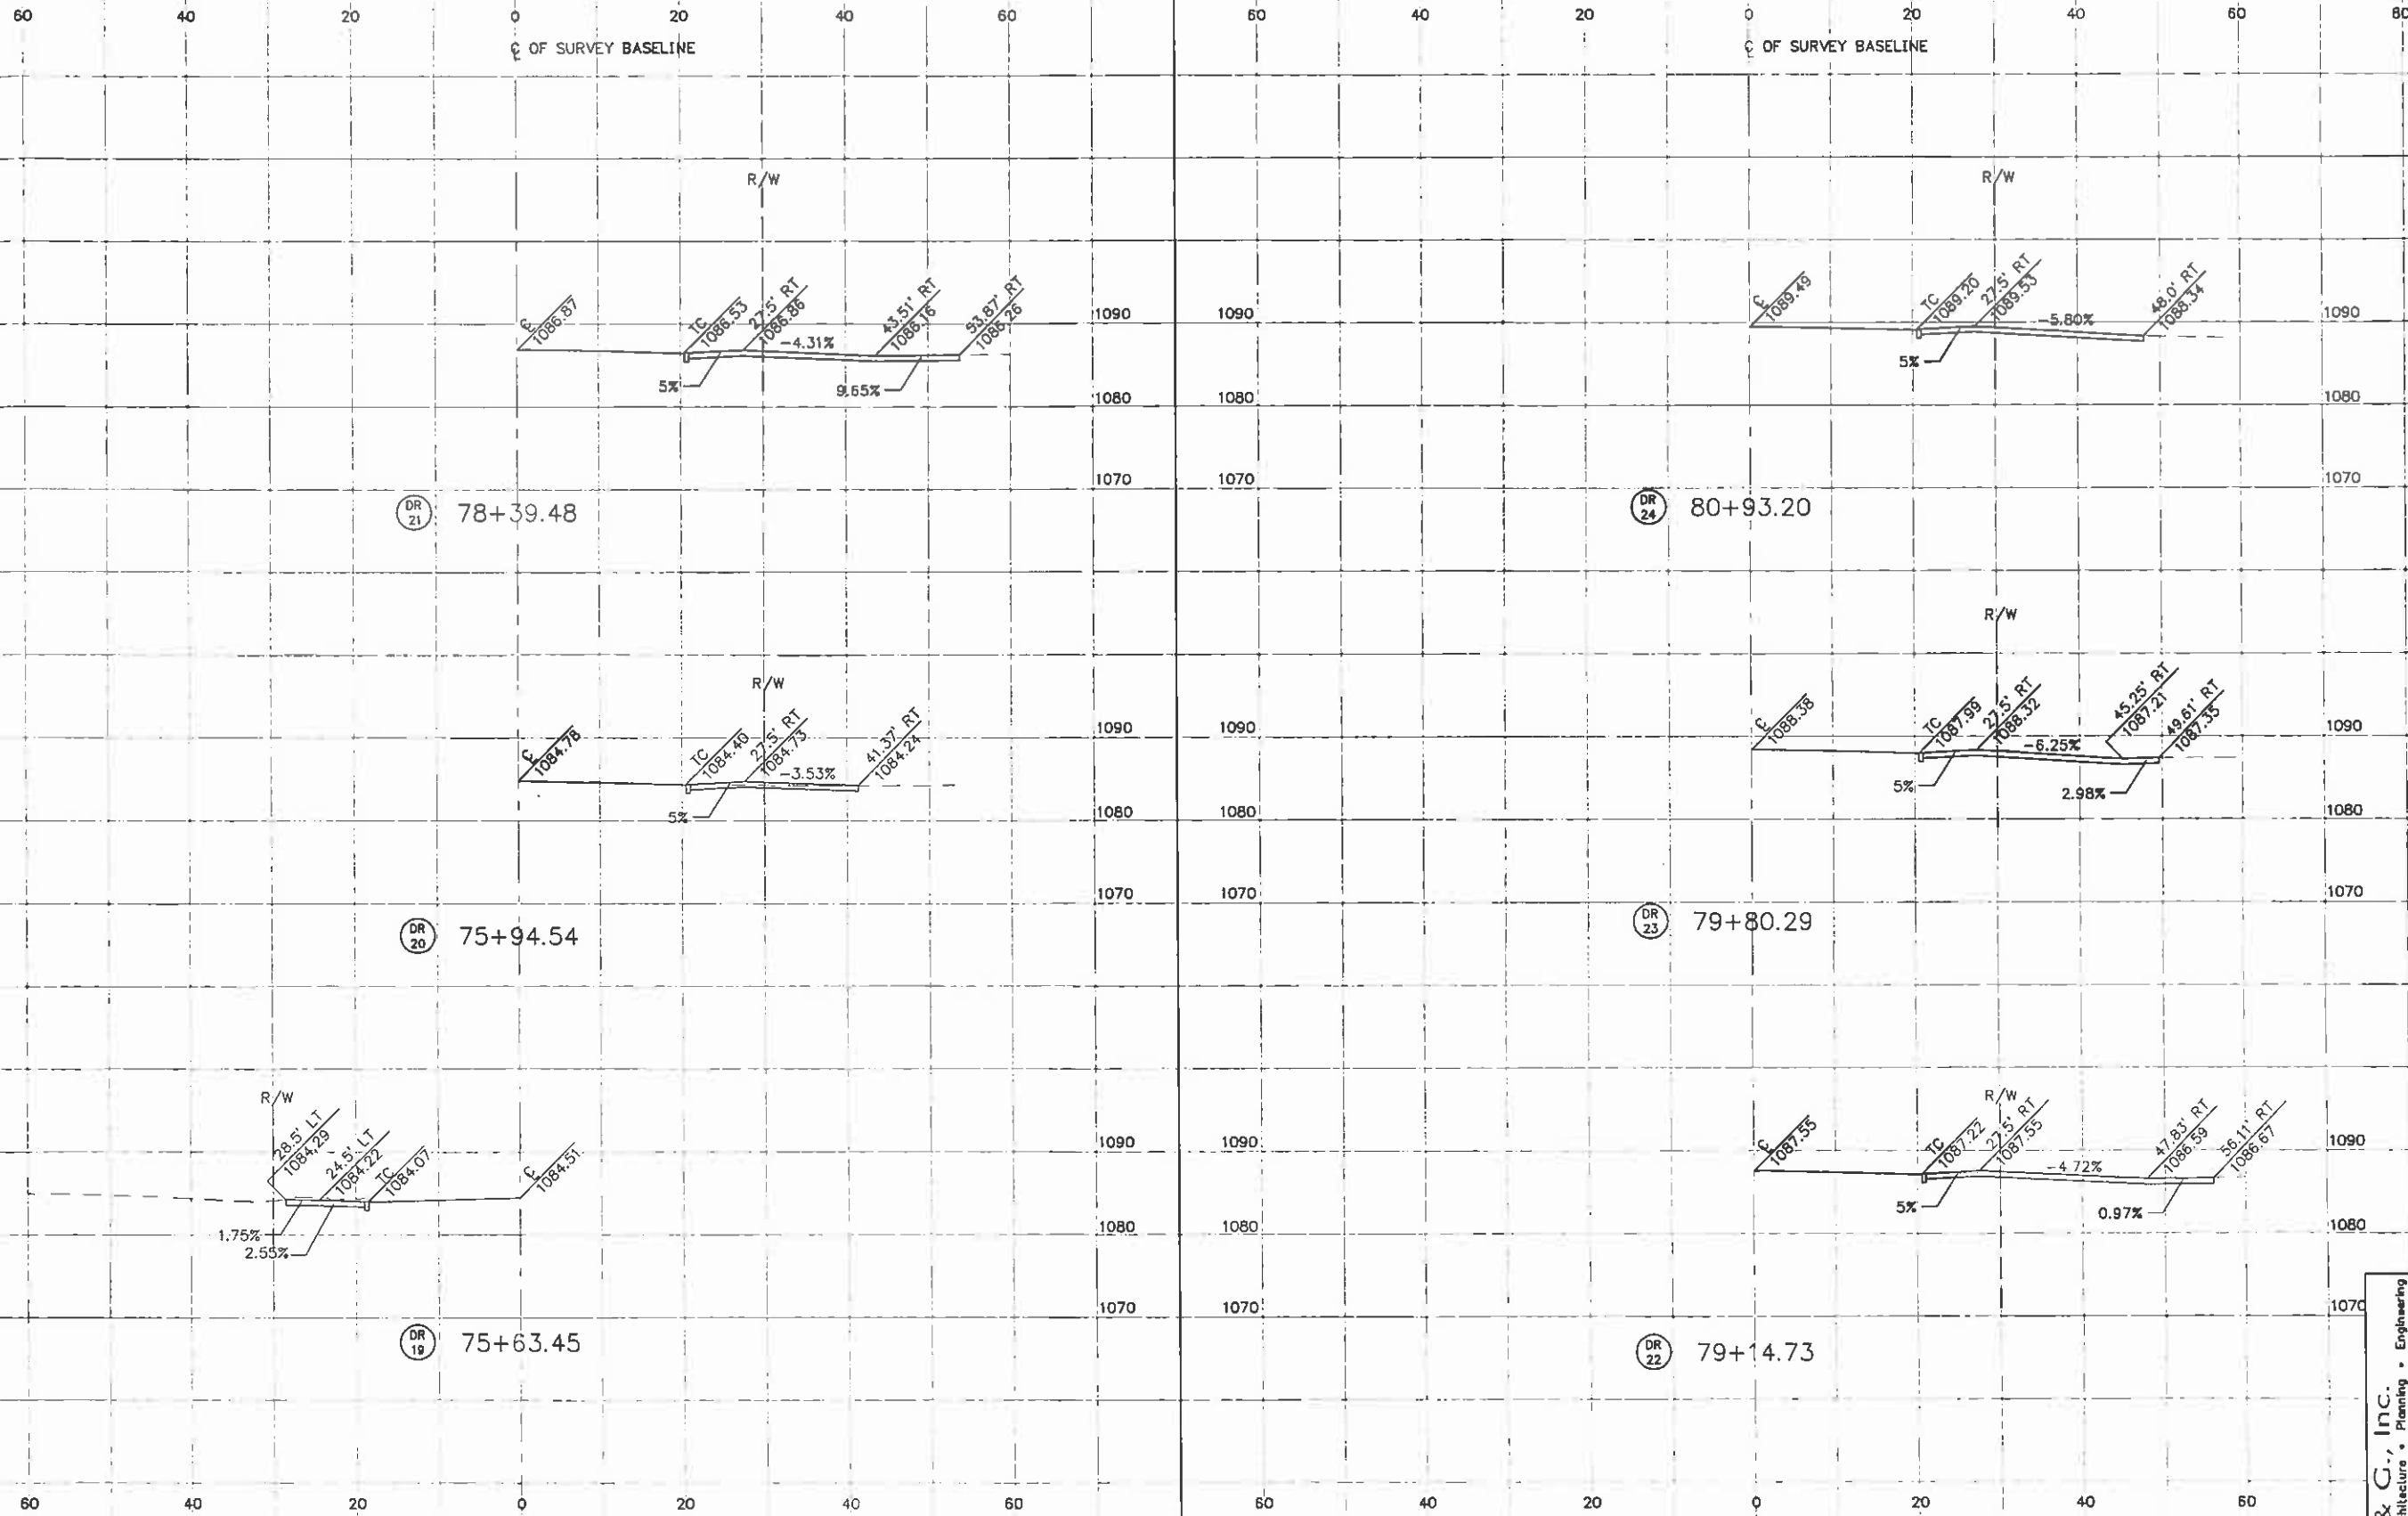 60 40 20 0 20 40 60 60 40 20 0 20 40 60 60
℄ OF SURVEY BASELINE
℄ OF SURVEY BASELINE
R/W
℄
1086.87
TC
1086.53
27.5' RT
1086.86
-4.31%
43.51' RT
1086.16
53.87' RT
1086.26
5%
9.65%
1090
1080
1070
DR
21
78+39.48
R/W
℄
1084.78
TC
1084.40
27.5' RT
1084.73
-3.53%
41.37' RT
1084.24
5%
1090
1080
1070
DR
20
75+94.54
R/W
28.5' LT
1084.29
24.5' LT
1084.22
TC
1084.07
℄
1084.51
1.75%
2.55%
1090
1080
1070
DR
19
75+63.45
R/W
℄
1089.49
TC
1089.20
27.5' RT
1089.53
-5.80%
48.0' RT
1088.34
5%
1090 1090
1080 1080
1070 1070
DR
24
80+93.20
R/W
℄
1088.38
TC
1087.99
27.5' RT
1088.32
-6.25%
45.25' RT
1087.21
49.61' RT
1087.35
5%
2.98%
1090 1090
1080 1080
1070 1070
DR
23
79+80.29
R/W
℄
1087.55
TC
1087.22
27.5' RT
1087.55
-4.72%
47.83' RT
1086.59
56.11' RT
1086.67
5%
0.97%
1090 1090
1080 1080
1070 1070
DR
22
79+14.73
60 40 20 0 20 40 60 60 40 20 0 20 40 60
& G., Inc.
Planning • Engineering